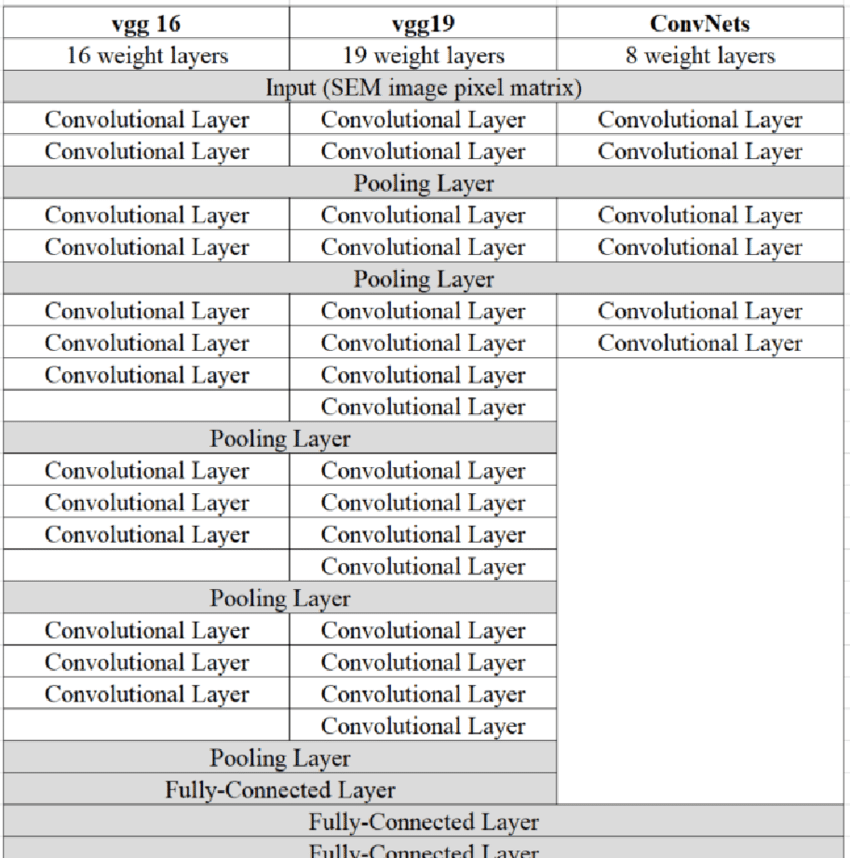 vgg 16 vgg19 ConvNets
16 weight layers 19 weight layers 8 weight layers
Input (SEM image pixel matrix)
Convolutional Layer Convolutional Layer Convolutional Layer
Convolutional Layer Convolutional Layer Convolutional Layer
Pooling Layer
Convolutional Layer Convolutional Layer Convolutional Layer
Convolutional Layer Convolutional Layer Convolutional Layer
Pooling Layer
Convolutional Layer Convolutional Layer Convolutional Layer
Convolutional Layer Convolutional Layer Convolutional Layer
Convolutional Layer Convolutional Layer
Convolutional Layer
Pooling Layer
Convolutional Layer Convolutional Layer
Convolutional Layer Convolutional Layer
Convolutional Layer Convolutional Layer
Convolutional Layer
Pooling Layer
Convolutional Layer Convolutional Layer
Convolutional Layer Convolutional Layer
Convolutional Layer Convolutional Layer
Convolutional Layer
Pooling Layer
Fully-Connected Layer
Fully-Connected Layer
Fully-Connected Layer